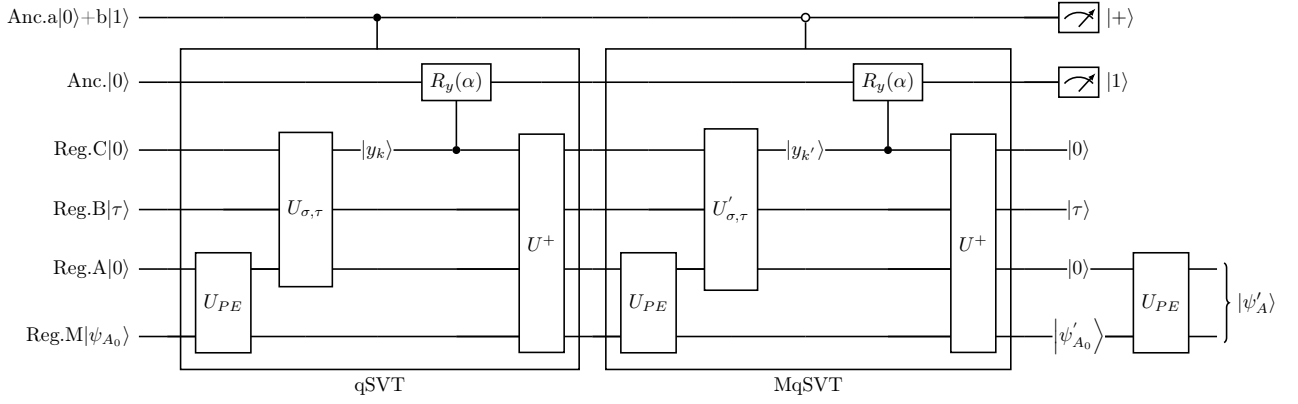 Anc.a|0⟩+b|1⟩ |+⟩
Anc.|0⟩ R_y(α) R_y(α) |1⟩
Reg.C|0⟩ |y_k⟩ |y_{k'}⟩ |0⟩
Reg.B|τ⟩ U_{σ,τ} U'_{σ,τ} |τ⟩
U^+ U^+
Reg.A|0⟩ |0⟩
U_{PE} U_{PE} U_{PE} |ψ'_A⟩
Reg.M|ψ_{A_0}⟩ |ψ'_{A_0}⟩
qSVT MqSVT